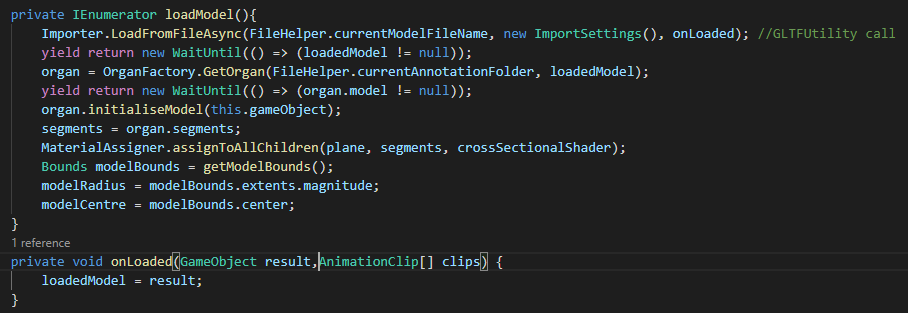 private IEnumerator loadModel(){
Importer.LoadFromFileAsync(FileHelper.currentModelFileName, new ImportSettings(), onLoaded); //GLTFUtility call
yield return new WaitUntil(() => (loadedModel != null));
organ = OrganFactory.GetOrgan(FileHelper.currentAnnotationFolder, loadedModel);
yield return new WaitUntil(() => (organ.model != null));
organ.initialiseModel(this.gameObject);
segments = organ.segments;
MaterialAssigner.assignToAllChildren(plane, segments, crossSectionalShader);
Bounds modelBounds = getModelBounds();
modelRadius = modelBounds.extents.magnitude;
modelCentre = modelBounds.center;
}
1 reference
private void onLoaded(GameObject result,AnimationClip[] clips) {
loadedModel = result;
}